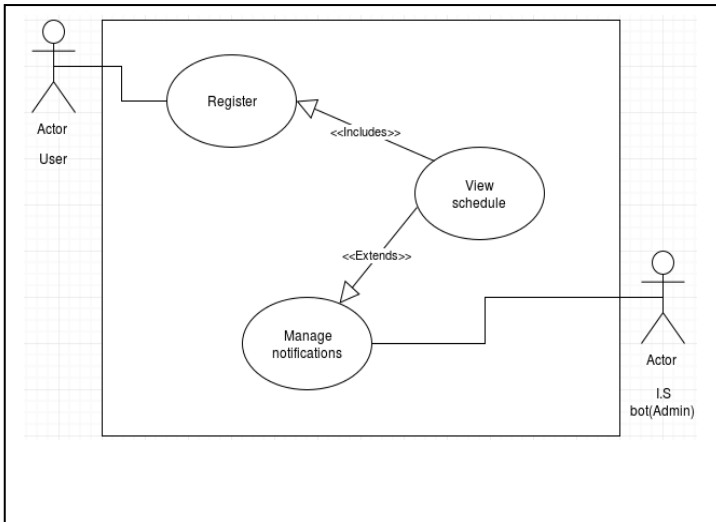 Register
Actor
<<Includes>>
User
View
schedule
<<Extends>>
Manage
notifications
Actor
I.S
bot(Admin)